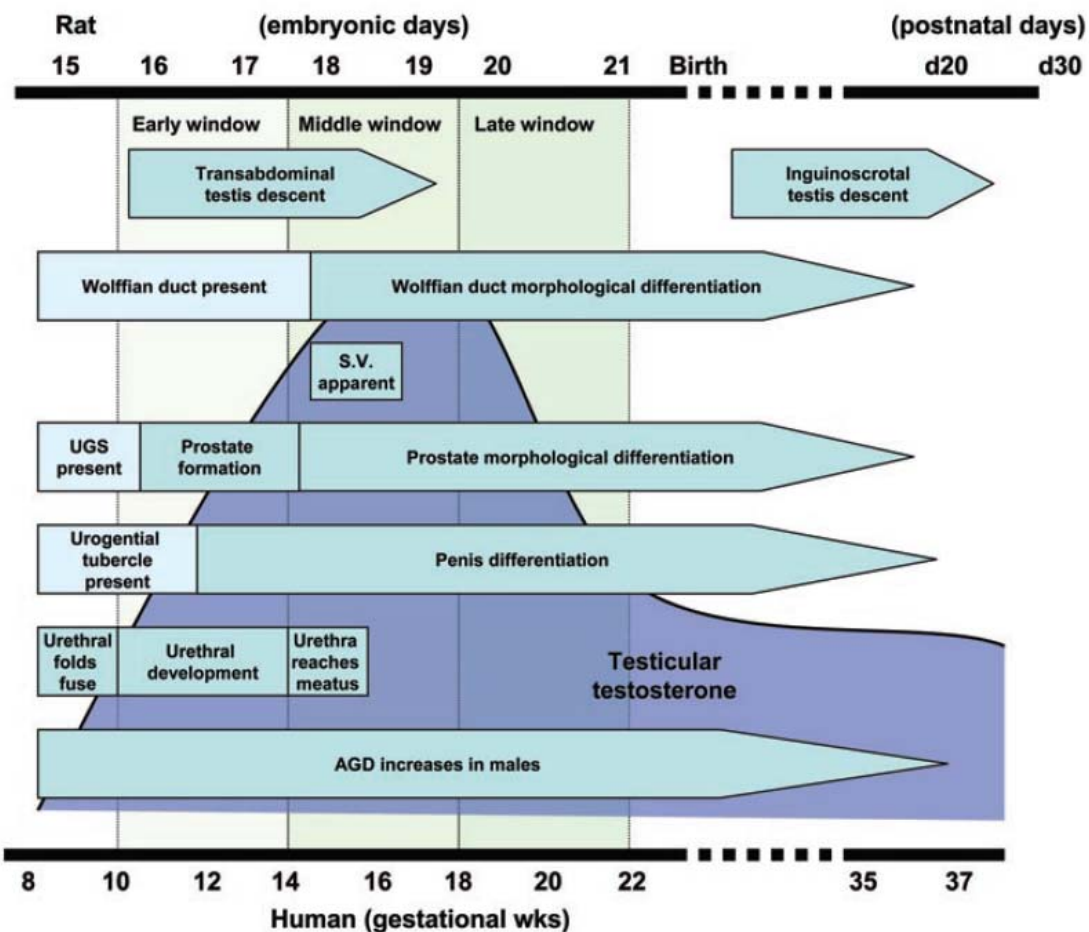 Rat (embryonic days) (postnatal days)
15 16 17 18 19 20 21 Birth d20 d30
Early window Middle window Late window
Transabdominal
testis descent
Inguinoscrotal
testis descent
Wolffian duct present Wolffian duct morphological differentiation
S.V.
apparent
UGS
present
Prostate
formation
Prostate morphological differentiation
Urogential
tubercle
present
Penis differentiation
Urethral
folds
fuse
Urethral
development
Urethra
reaches
meatus
Testicular
testosterone
AGD increases in males
8 10 12 14 16 18 20 22 35 37
Human (gestational wks)